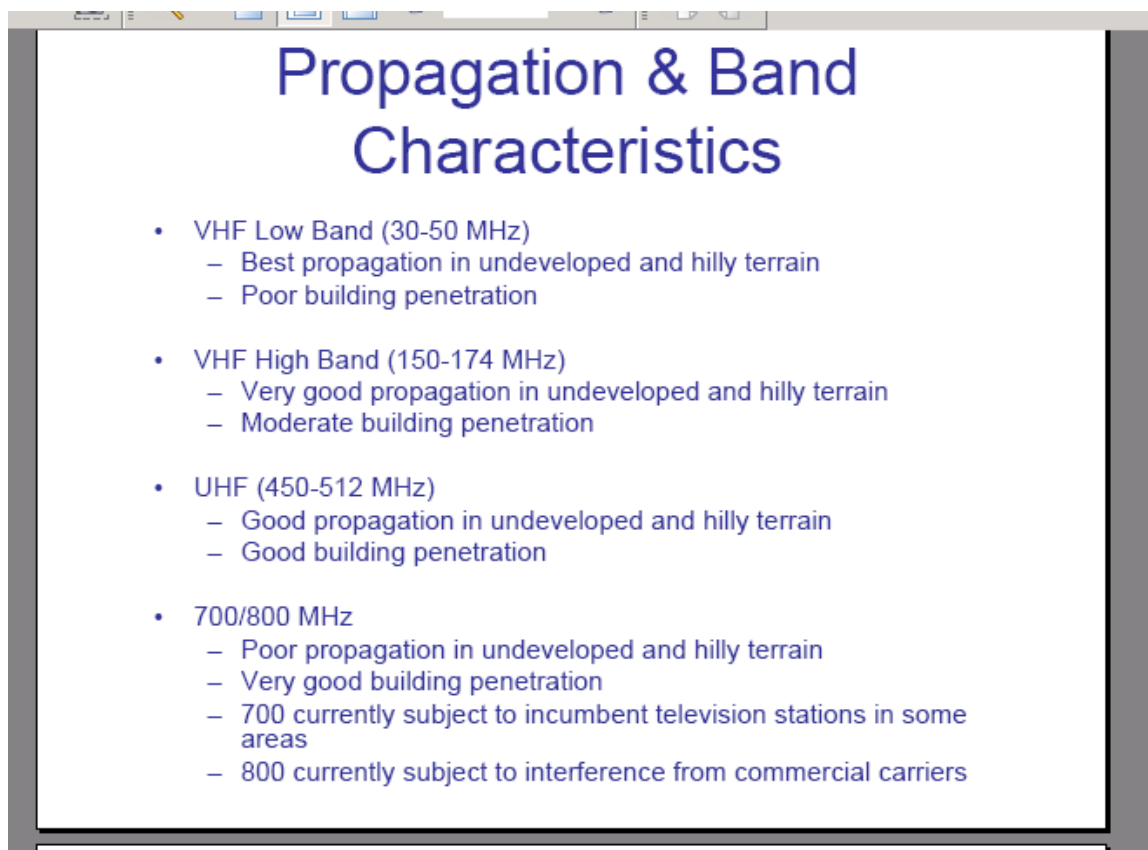 Propagation & Band
Characteristics
• VHF Low Band (30-50 MHz)
– Best propagation in undeveloped and hilly terrain
– Poor building penetration
• VHF High Band (150-174 MHz)
– Very good propagation in undeveloped and hilly terrain
– Moderate building penetration
• UHF (450-512 MHz)
– Good propagation in undeveloped and hilly terrain
– Good building penetration
• 700/800 MHz
– Poor propagation in undeveloped and hilly terrain
– Very good building penetration
– 700 currently subject to incumbent television stations in some
areas
– 800 currently subject to interference from commercial carriers